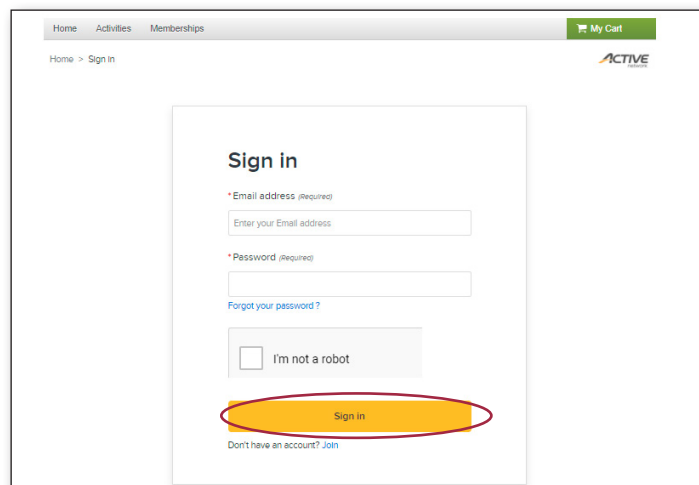 Home Activities Memberships My Cart
Home > Sign In
ACTIVE
network
Sign in
*Email address (Required)
Enter your Email address
*Password (Required)
Forgot your password ?
I'm not a robot
Sign in
Don't have an account? Join